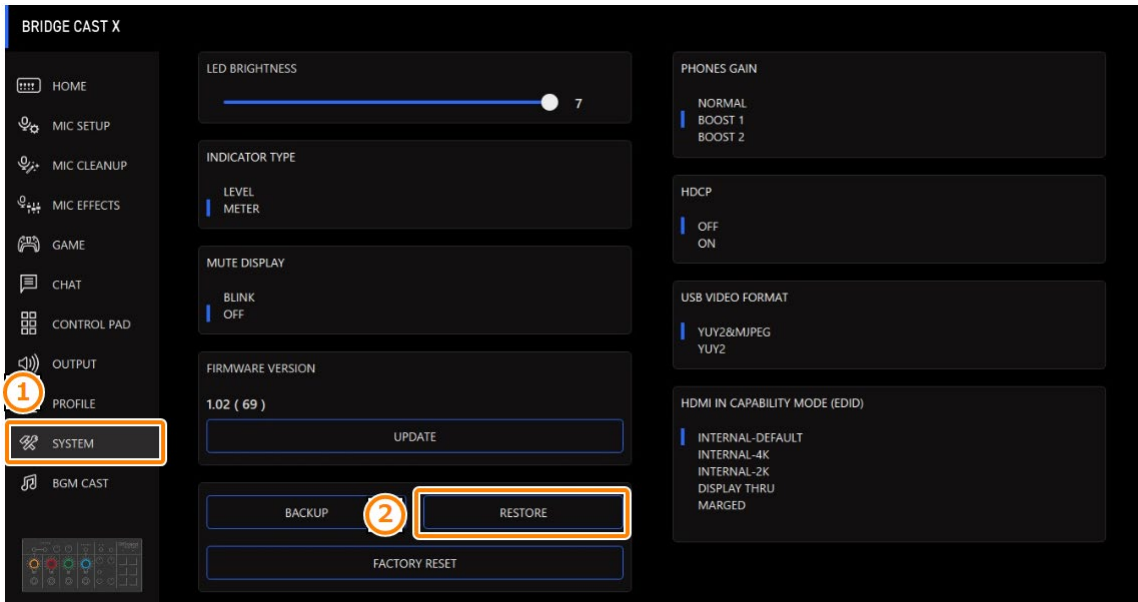 BRIDGE CAST X
HOME
MIC SETUP
MIC CLEANUP
MIC EFFECTS
GAME
CHAT
CONTROL PAD
OUTPUT
1
PROFILE
SYSTEM
BGM CAST
LED BRIGHTNESS
7
INDICATOR TYPE
LEVEL
METER
MUTE DISPLAY
BLINK
OFF
FIRMWARE VERSION
1.02 ( 69 )
UPDATE
BACKUP
2
RESTORE
FACTORY RESET
PHONES GAIN
NORMAL
BOOST 1
BOOST 2
HDCP
OFF
ON
USB VIDEO FORMAT
YUY2&MJPEG
YUY2
HDMI IN CAPABILITY MODE (EDID)
INTERNAL-DEFAULT
INTERNAL-4K
INTERNAL-2K
DISPLAY THRU
MARGED